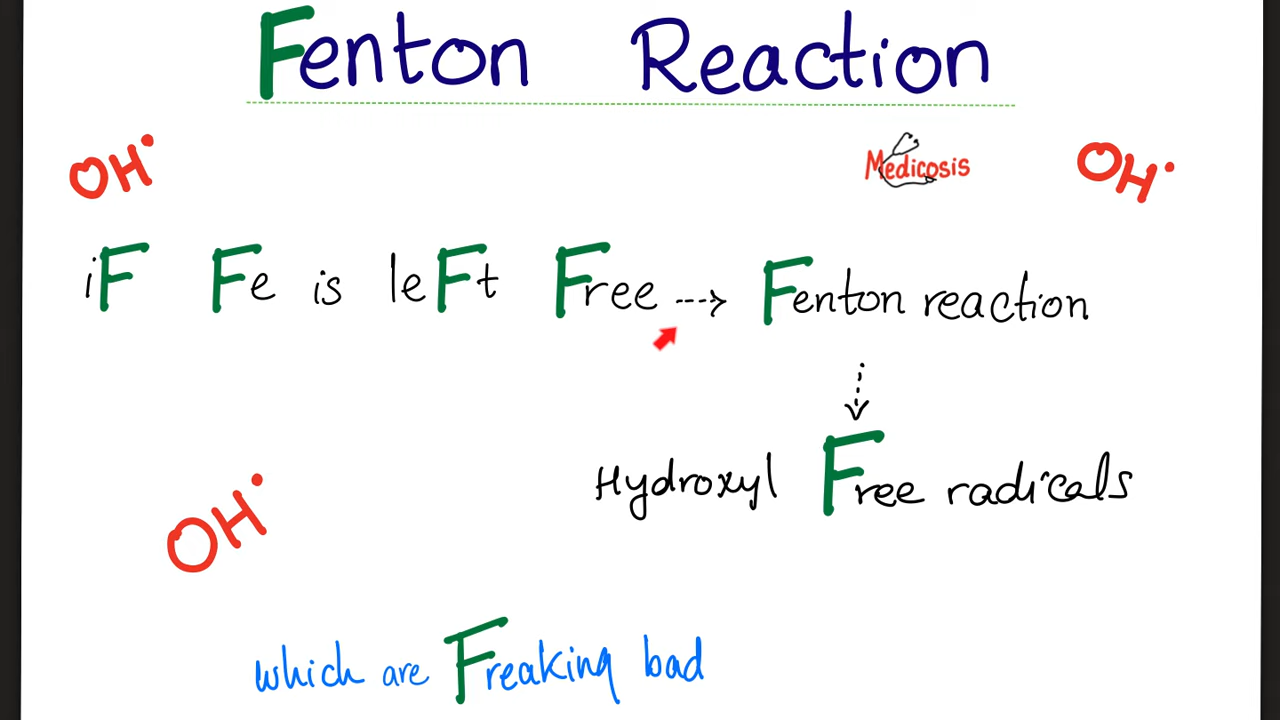 Fenton Reaction
OH•
Medicosis
OH•
iF Fe is leFt Free ---> Fenton reaction
Hydroxyl Free radicals
OH•
which are Freaking bad